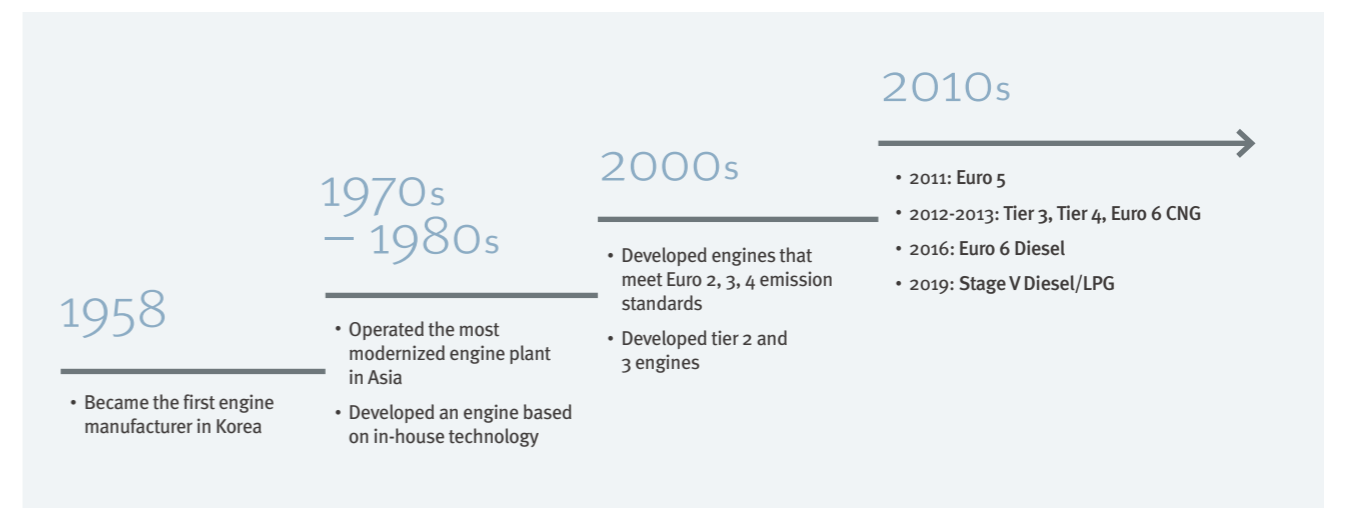 1958
• Became the first engine
manufacturer in Korea
1970s
– 1980s
• Operated the most
modernized engine plant
in Asia
• Developed an engine based
on in-house technology
2000s
• Developed engines that
meet Euro 2, 3, 4 emission
standards
• Developed tier 2 and
3 engines
2010s
• 2011: Euro 5
• 2012-2013: Tier 3, Tier 4, Euro 6 CNG
• 2016: Euro 6 Diesel
• 2019: Stage V Diesel/LPG